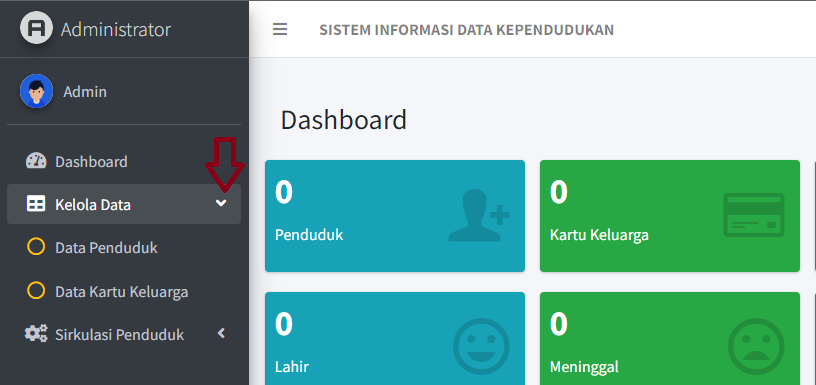 Administrator
SISTEM INFORMASI DATA KEPENDUDUKAN
Admin
Dashboard
Kelola Data
Data Penduduk
Data Kartu Keluarga
Sirkulasi Penduduk
Dashboard
0
Penduduk
0
Kartu Keluarga
0
Lahir
0
Meninggal